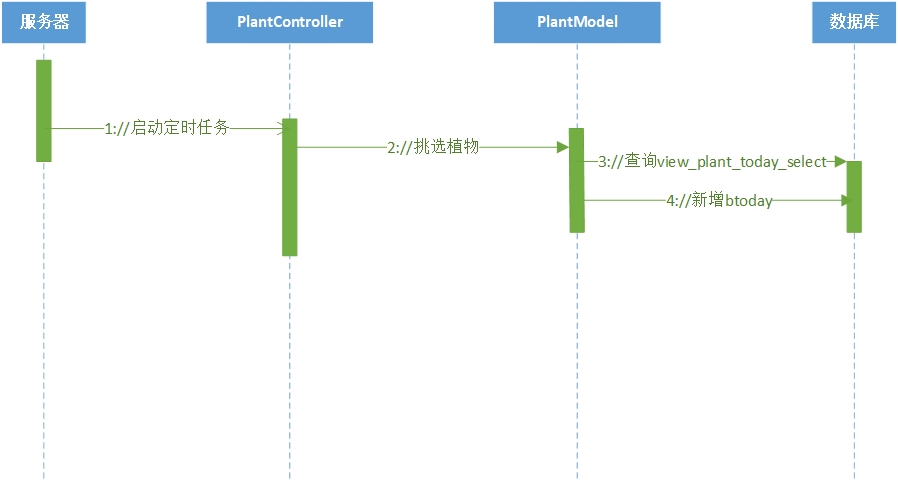 服务器
PlantController
PlantModel
数据库
1://启动定时任务
2://挑选植物
3://查询view_plant_today_select
4://新增btoday